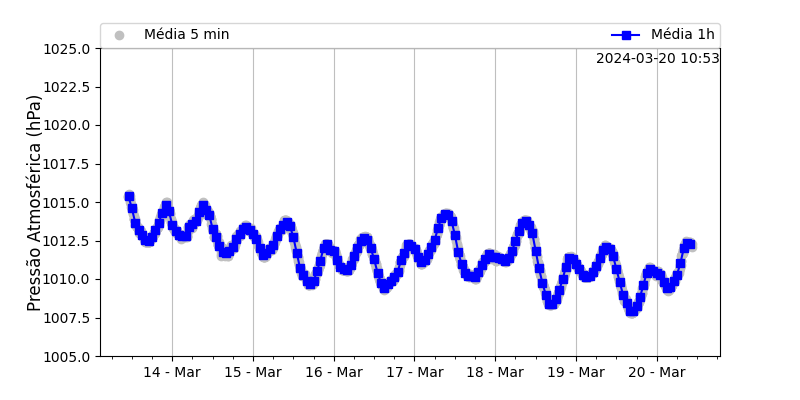 Média 5 min
Média 1h
2024-03-20 10:53
Pressão Atmosférica (hPa)
1025.0
1022.5
1020.0
1017.5
1015.0
1012.5
1010.0
1007.5
1005.0
14 - Mar
15 - Mar
16 - Mar
17 - Mar
18 - Mar
19 - Mar
20 - Mar